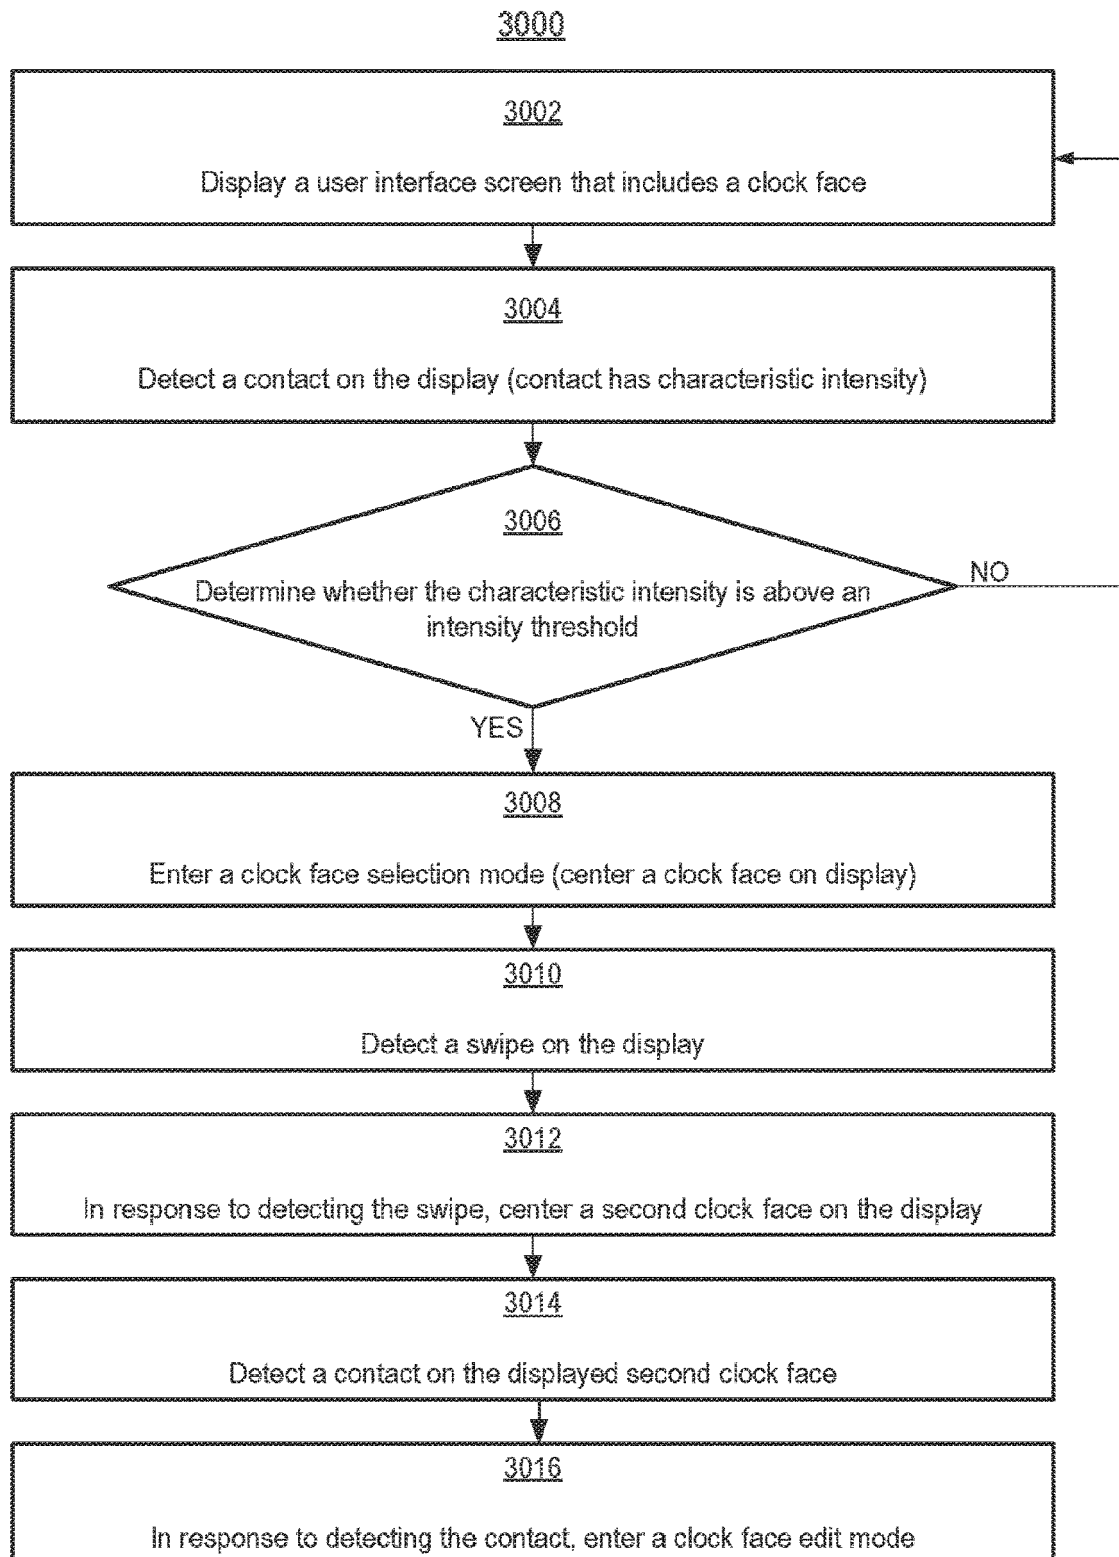 3000
3002
Display a user interface screen that includes a clock face
3004
Detect a contact on the display (contact has characteristic intensity)
3006
Determine whether the characteristic intensity is above an
intensity threshold
NO
YES
3008
Enter a clock face selection mode (center a clock face on display)
3010
Detect a swipe on the display
3012
In response to detecting the swipe, center a second clock face on the display
3014
Detect a contact on the displayed second clock face
3016
In response to detecting the contact, enter a clock face edit mode